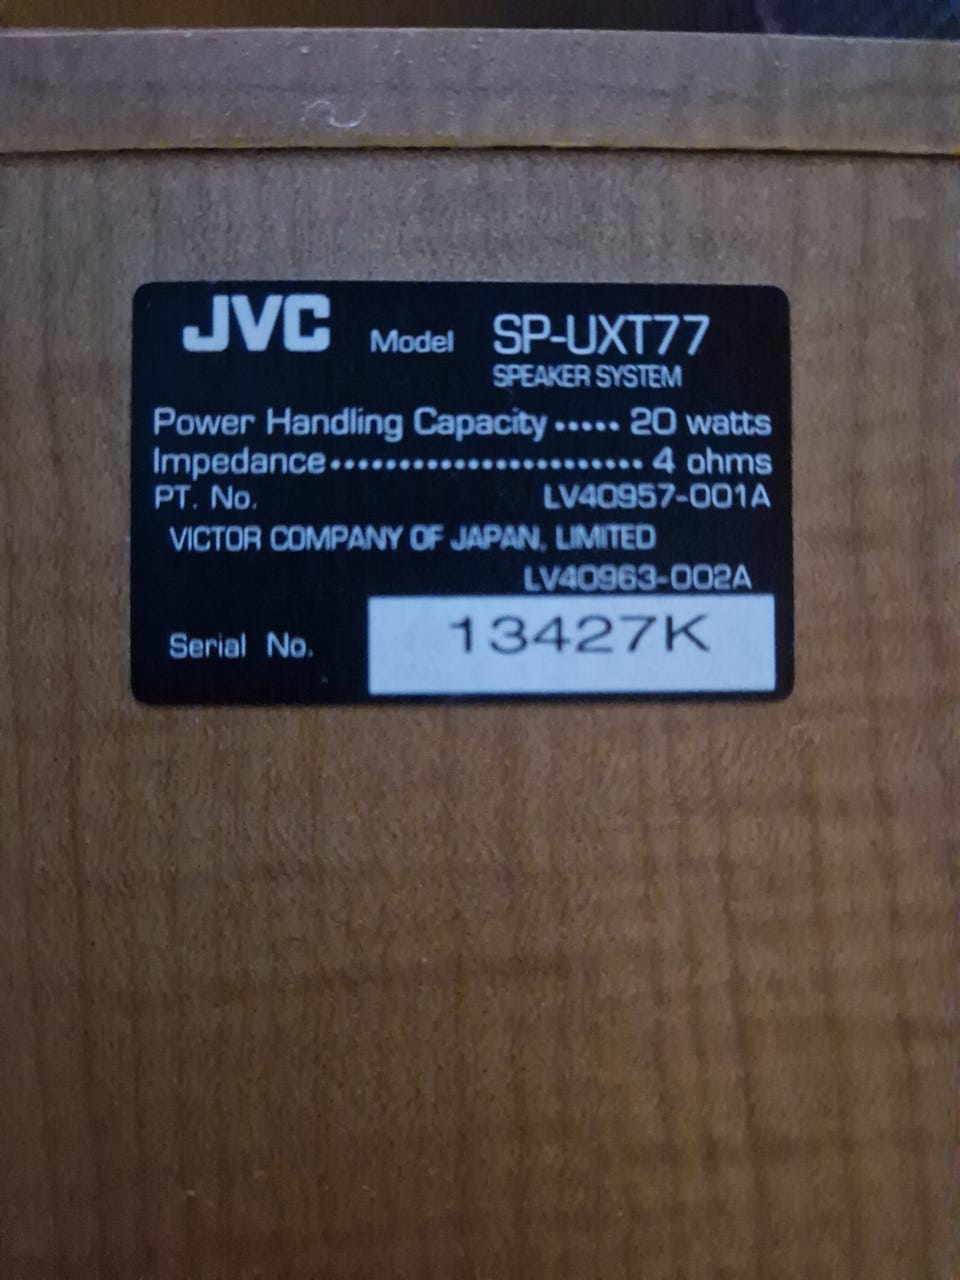 JVC Model SP-UXT77
SPEAKER SYSTEM
Power Handling Capacity ····· 20 watts
Impedance ······················· 4 ohms
PT. No. LV40957-001A
VICTOR COMPANY OF JAPAN, LIMITED
LV40963-002A
Serial No. 13427K